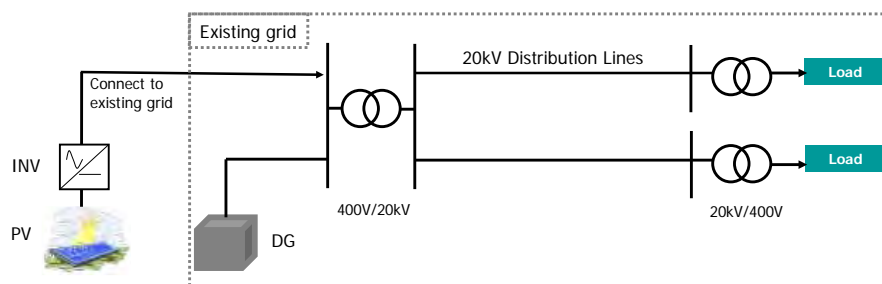 Existing grid
20kV Distribution Lines
Load
Connect to
existing grid
INV
Load
400V/20kV
20kV/400V
PV
DG